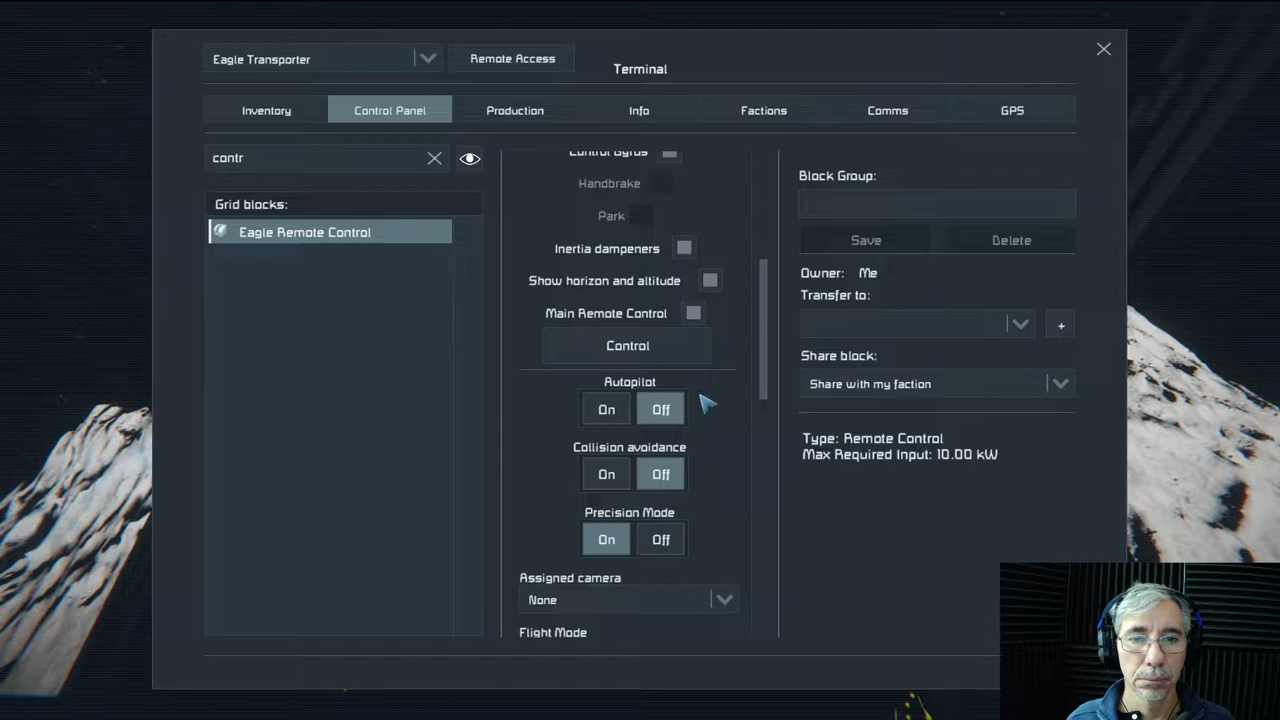 Eagle Transporter
Remote Access
Terminal
Inventory
Control Panel
Production
Info
Factions
Comms
GPS
contr
Grid blocks:
Eagle Remote Control
Control Gyros
Handbrake
Park
Inertia dampeners
Show horizon and altitude
Main Remote Control
Control
Autopilot
On Off
Collision avoidance
On Off
Precision Mode
On Off
Assigned camera
None
Flight Mode
Block Group:
Save Delete
Owner: Me
Transfer to:
+
Share block:
Share with my faction
Type: Remote Control
Max Required Input: 10.00 kW